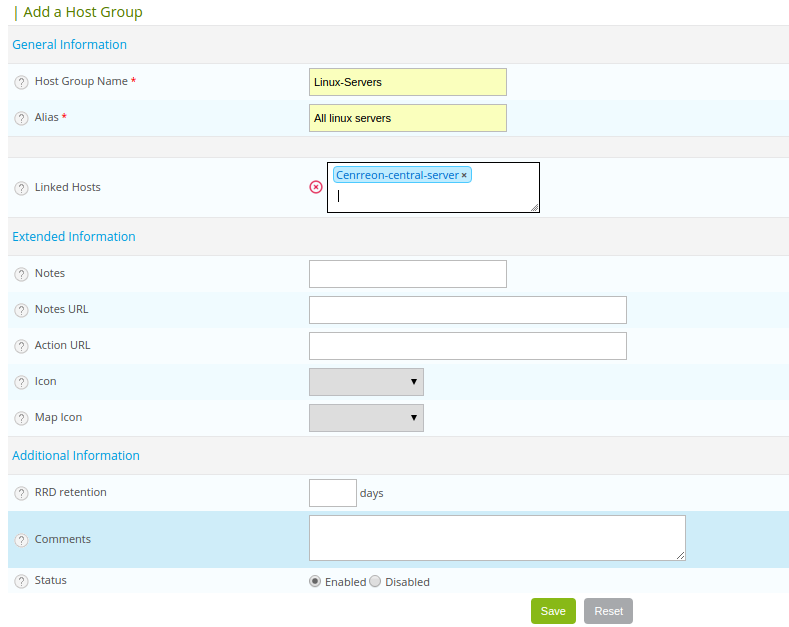 | Add a Host Group
General Information
? Host Group Name * Linux-Servers
? Alias * All linux servers
? Linked Hosts Cenrreon-central-server ×
Extended Information
? Notes
? Notes URL
? Action URL
? Icon
? Map Icon
Additional Information
? RRD retention days
? Comments
? Status Enabled Disabled
Save Reset